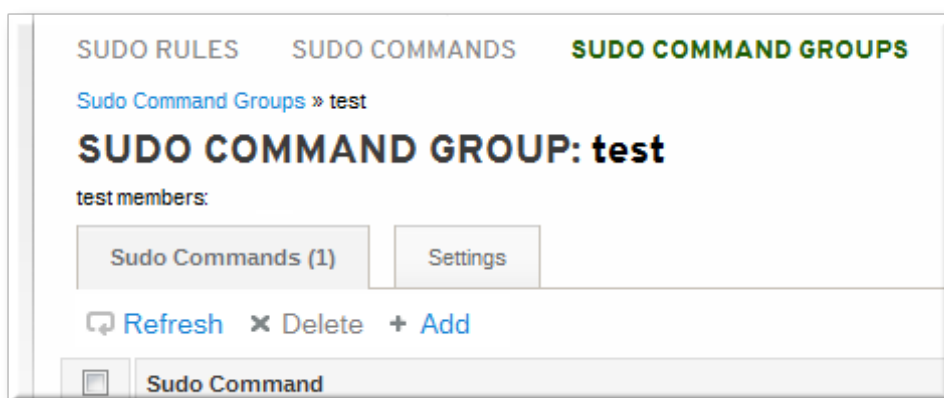 SUDO RULES SUDO COMMANDS SUDO COMMAND GROUPS
Sudo Command Groups » test
SUDO COMMAND GROUP: test
test members:
Sudo Commands (1) Settings
Refresh × Delete + Add
Sudo Command